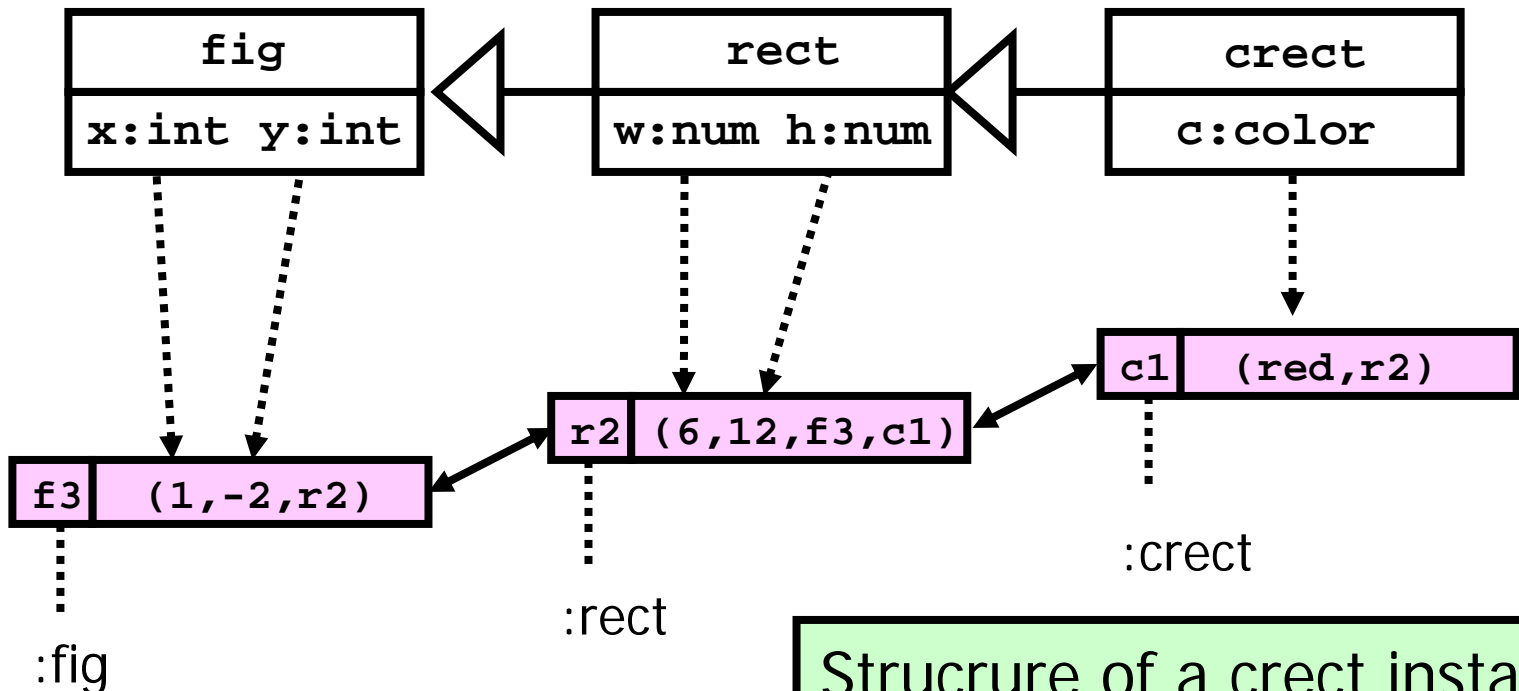 fig
x:int y:int
rect
w:num h:num
crect
c:color
c1 (red,r2)
r2 (6,12,f3,c1)
f3 (1,-2,r2)
:crect
:rect
:fig
Strucrure of a crect